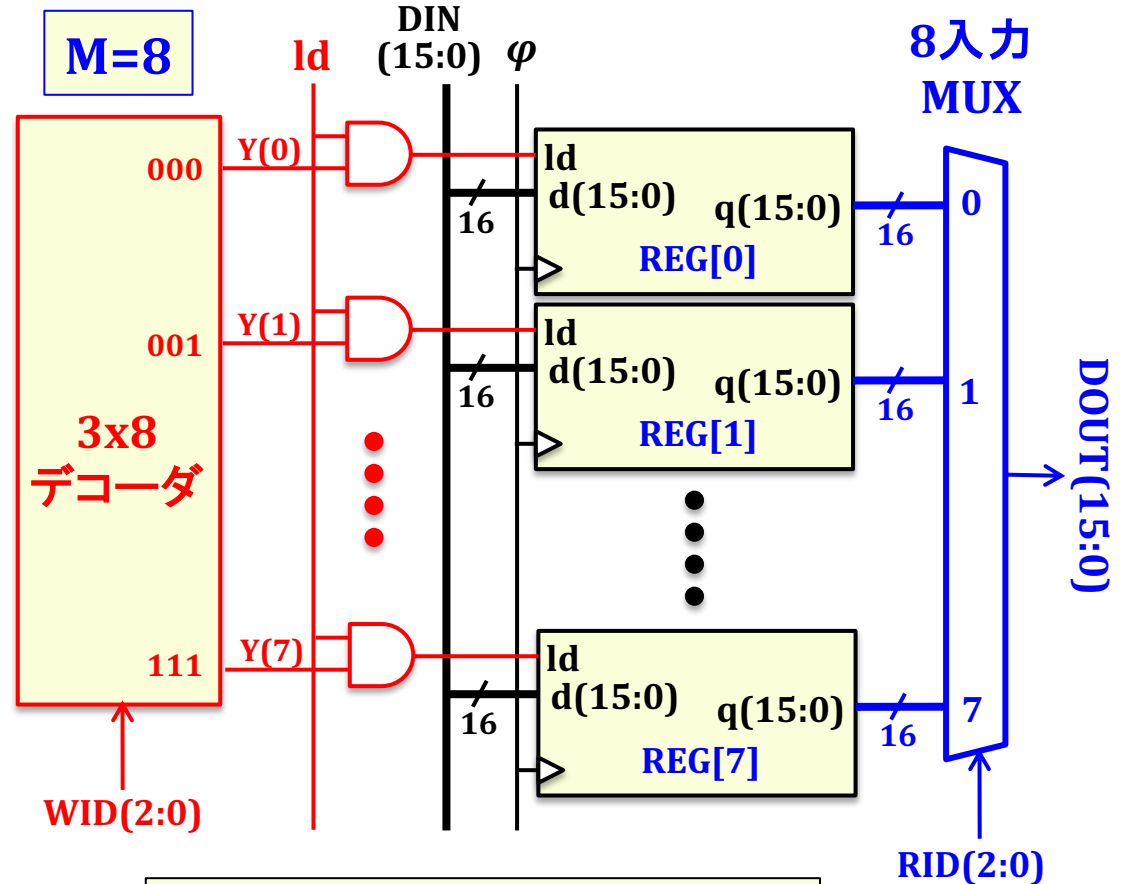 M=8
ld
DIN
(15:0)
φ
8入力
MUX
000
Y(0)
ld
d(15:0)
q(15:0)
16
REG[0]
16
0
001
Y(1)
ld
d(15:0)
q(15:0)
16
REG[1]
16
1
3x8
デコーダ
DOUT(15:0)
111
Y(7)
ld
d(15:0)
q(15:0)
16
REG[7]
16
7
WID(2:0)
RID(2:0)